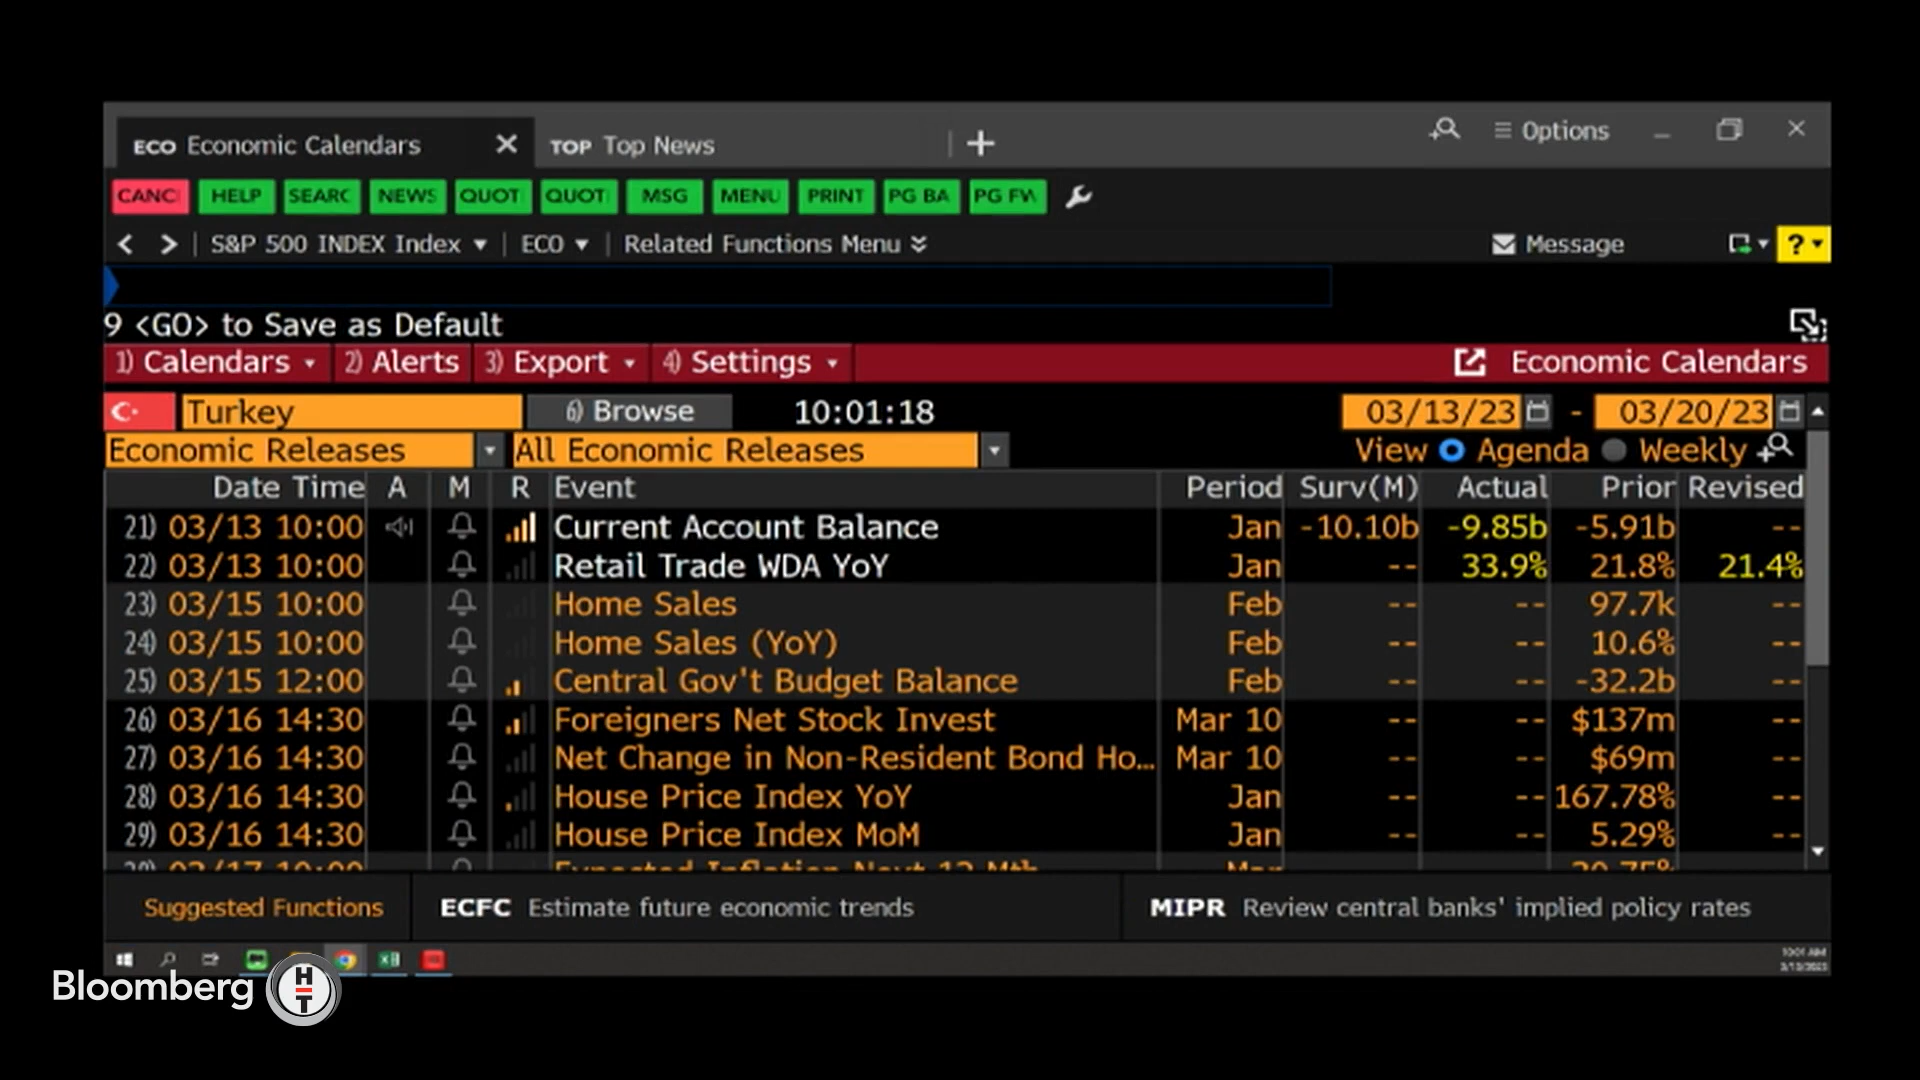 ECO Economic Calendars TOP Top News
Options
CANC HELP SEARC NEWS QUOT QUOT MSG MENU PRINT PG BA PG FW
S&P 500 INDEX Index ECO Related Functions Menu Message ?
9 <GO> to Save as Default
1) Calendars 2) Alerts 3) Export 4) Settings Economic Calendars
Turkey 6) Browse 10:01:18 03/13/23 - 03/20/23
Economic Releases All Economic Releases View Agenda Weekly
Date Time A M R Event Period Surv(M) Actual Prior Revised
21) 03/13 10:00 Current Account Balance Jan -10.10b -9.85b -5.91b --
22) 03/13 10:00 Retail Trade WDA YoY Jan -- 33.9% 21.8% 21.4%
23) 03/15 10:00 Home Sales Feb -- -- 97.7k --
24) 03/15 10:00 Home Sales (YoY) Feb -- -- 10.6% --
25) 03/15 12:00 Central Gov't Budget Balance Feb -- -- -32.2b --
26) 03/16 14:30 Foreigners Net Stock Invest Mar 10 -- -- $137m --
27) 03/16 14:30 Net Change in Non-Resident Bond Ho... Mar 10 -- -- $69m --
28) 03/16 14:30 House Price Index YoY Jan -- -- 167.78% --
29) 03/16 14:30 House Price Index MoM Jan -- -- 5.29% --
Suggested Functions ECFC Estimate future economic trends MIPR Review central banks' implied policy rates
10:01 AM
Bloomberg HT